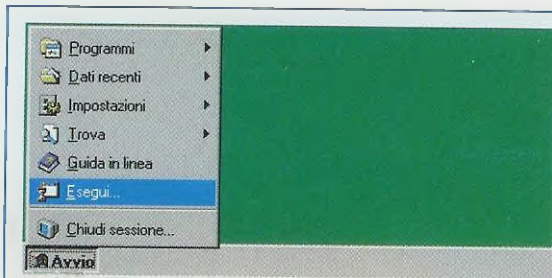 Programmi
Dati recenti
Impostazioni
Trova
Guida in linea
Esegui...
Chiudi sessione...
Avvio